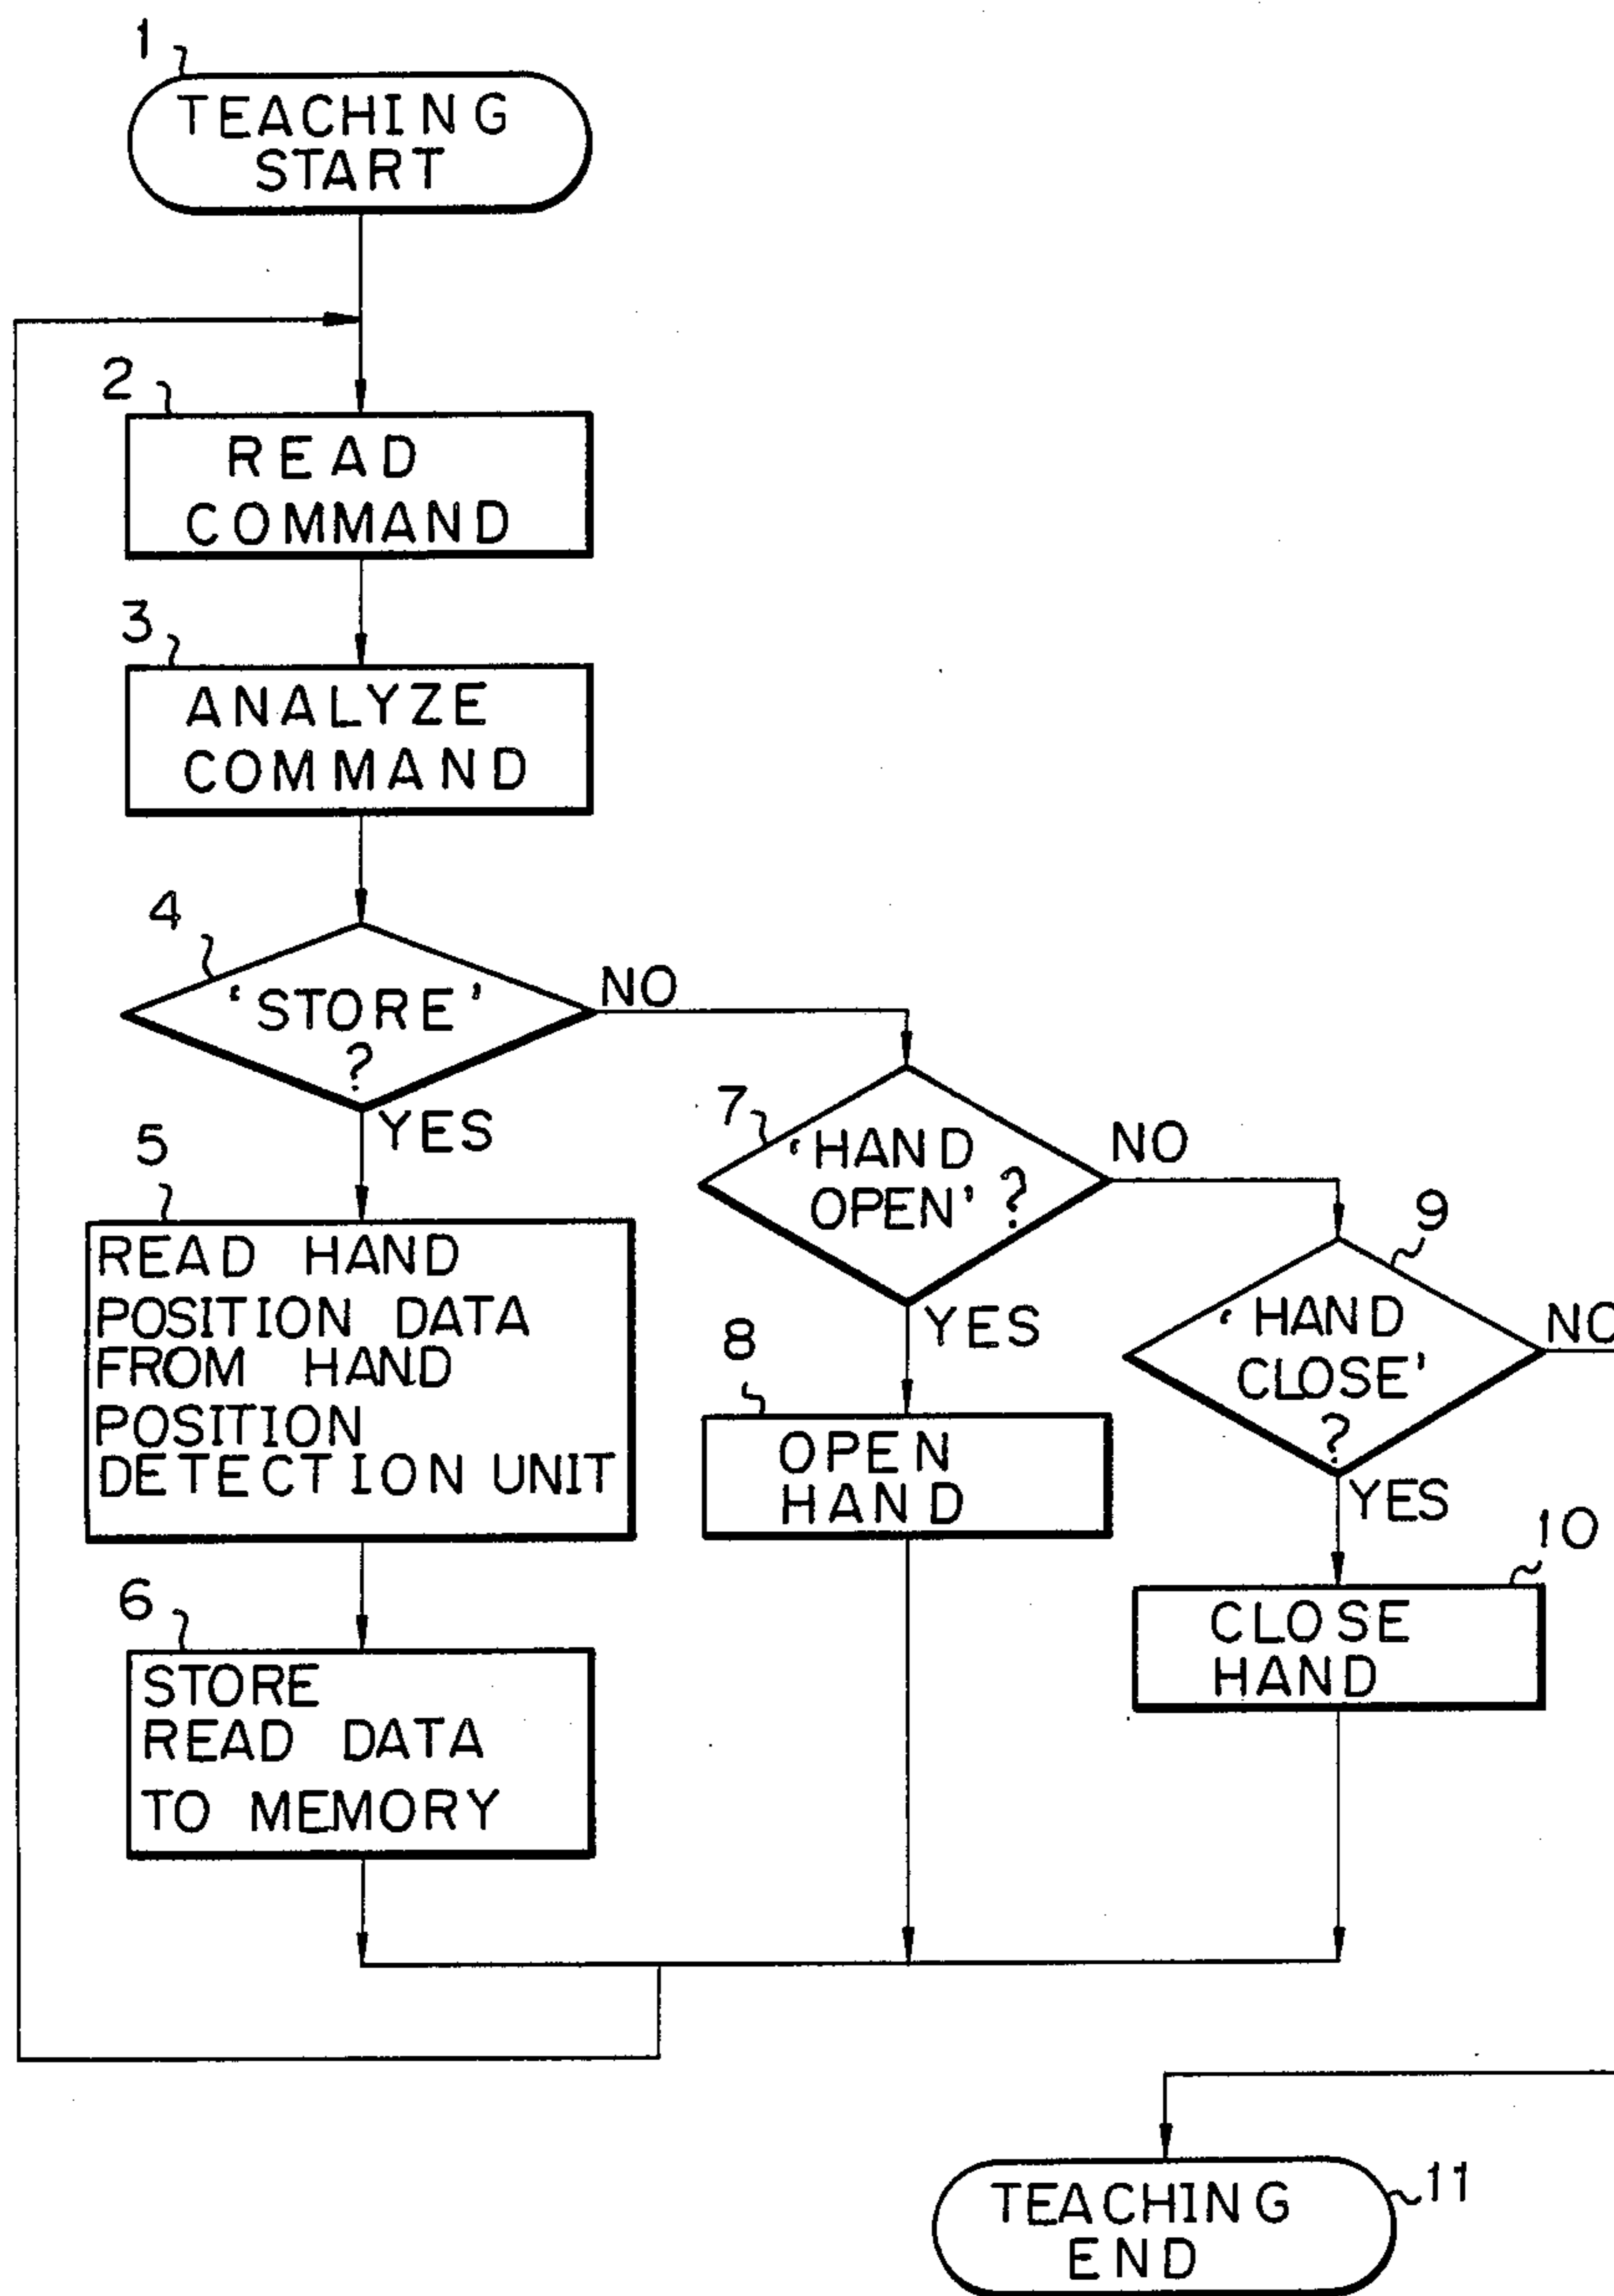 1
TEACHING
START
2
READ
COMMAND
3
ANALYZE
COMMAND
4
'STORE'
?
NO
YES
5
READ HAND
POSITION DATA
FROM HAND
POSITION
DETECTION UNIT
6
STORE
READ DATA
TO MEMORY
7
'HAND
OPEN' ?
NO
YES
8
OPEN
HAND
9
'HAND
CLOSE'
?
NO
YES
10
CLOSE
HAND
11
TEACHING
END